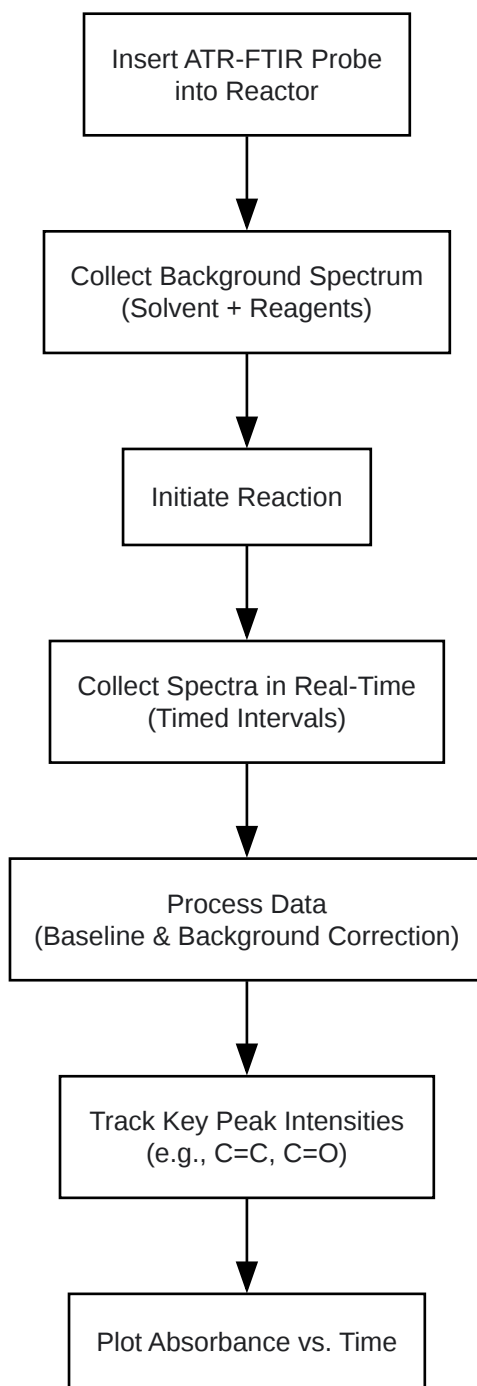 Insert ATR-FTIR Probe
into Reactor
Collect Background Spectrum
(Solvent + Reagents)
Initiate Reaction
Collect Spectra in Real-Time
(Timed Intervals)
Process Data
(Baseline & Background Correction)
Track Key Peak Intensities
(e.g., C=C, C=O)
Plot Absorbance vs. Time